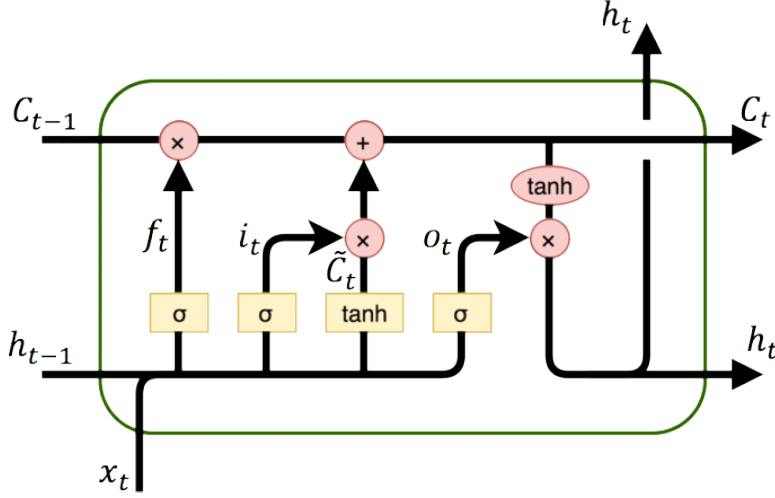 h_t
C_{t-1}
C_t
×
+
tanh
f_t
i_t
×
o_t
×
C̃_t
σ
σ
tanh
σ
h_{t-1}
h_t
x_t